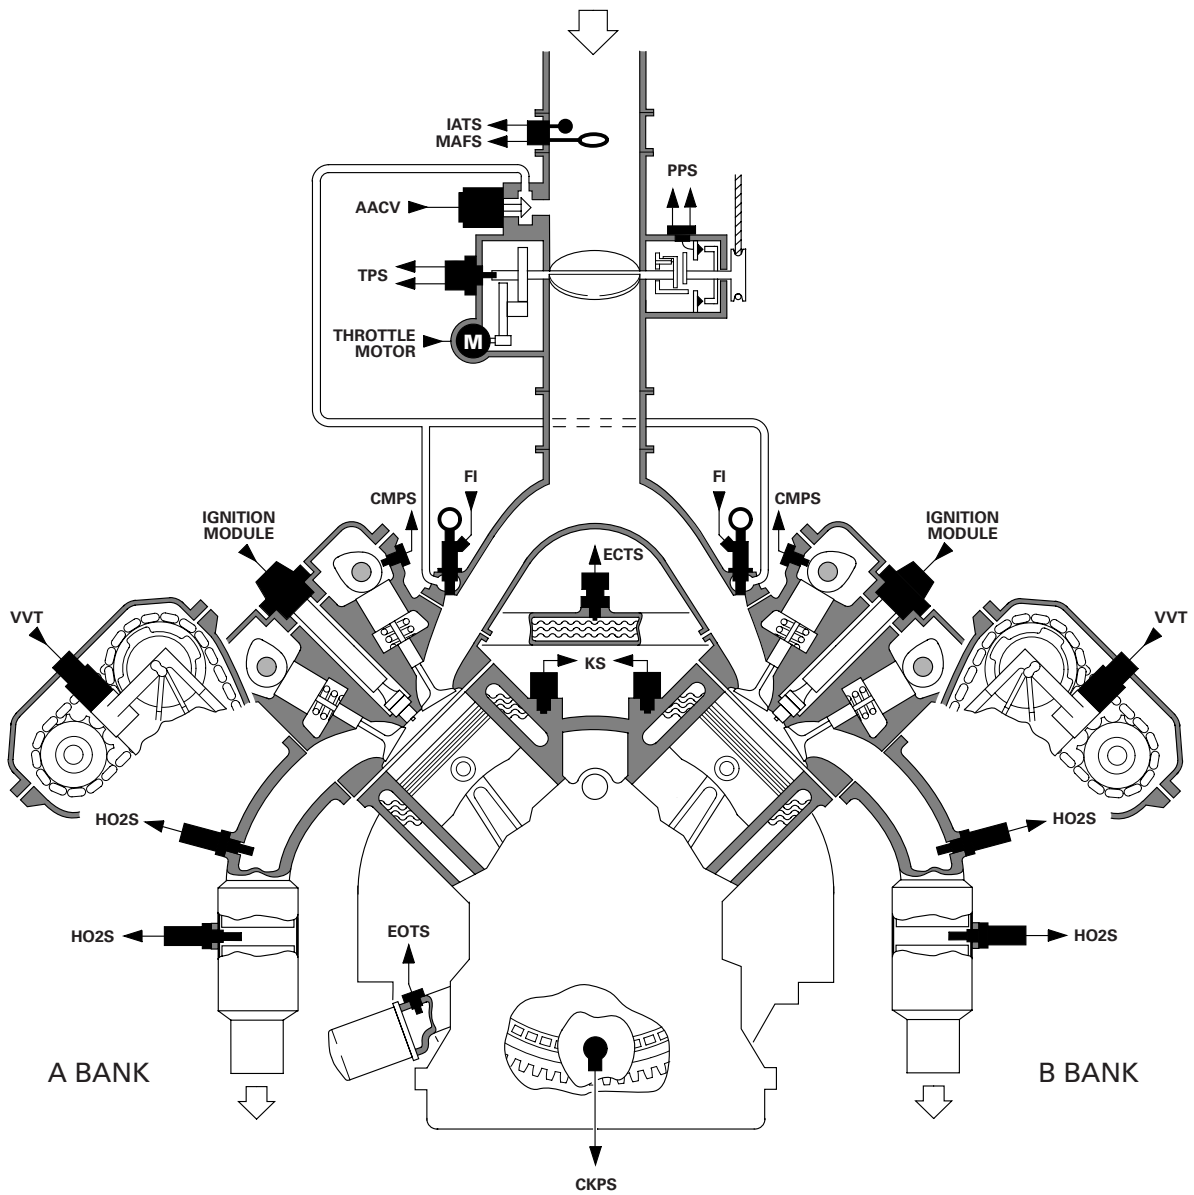 IATS
MAFS
PPS
AACV
TPS
THROTTLE
MOTOR
M
FI
FI
CMPS
CMPS
IGNITION
MODULE
IGNITION
MODULE
ECTS
VVT
VVT
KS
HO2S
HO2S
HO2S
HO2S
EOTS
A BANK
B BANK
CKPS